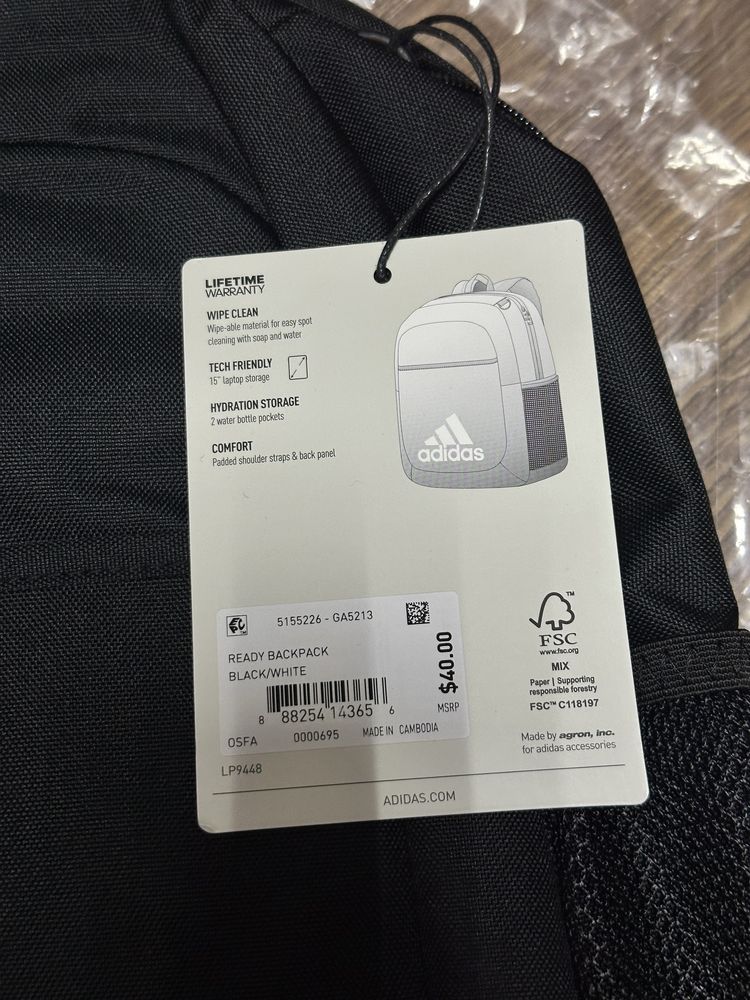 LIFETIME
WARRANTY
WIPE CLEAN
Wipe-able material for easy spot
cleaning with soap and water
TECH FRIENDLY
15" laptop storage
HYDRATION STORAGE
2 water bottle pockets
COMFORT
Padded shoulder straps & back panel
adidas
5155226 - GA5213
READY BACKPACK
BLACK/WHITE
$40.00
MSRP
8 88254 14365 6
OSFA 0000695 MADE IN CAMBODIA
LP9448
FSC
www.fsc.org
MIX
Paper | Supporting
responsible forestry
FSC™ C118197
Made by agron, inc.
for adidas accessories
ADIDAS.COM